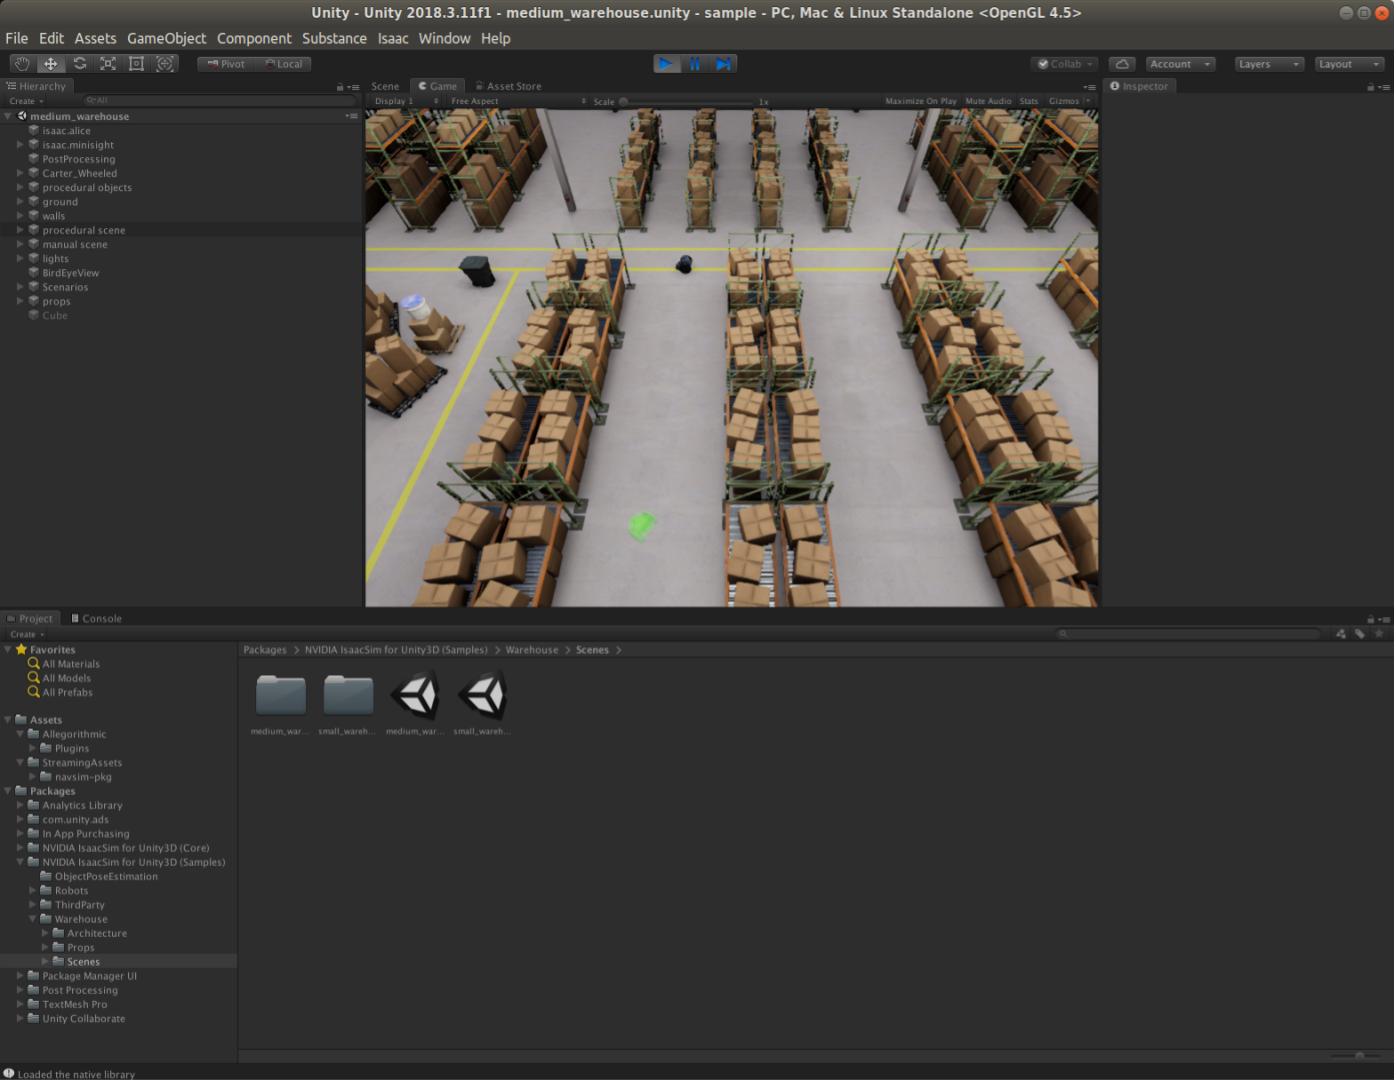 Unity - Unity 2018.3.11f1 - medium_warehouse.unity - sample - PC, Mac & Linux Standalone <OpenGL 4.5>
File Edit Assets GameObject Component Substance Isaac Window Help
Pivot Local Collab Account Layers Layout
Hierarchy Scene Game Asset Store Inspector
Create All Display 1 Free Aspect Scale 1x Maximize On Play Mute Audio Stats Gizmos
medium_warehouse
isaac.alice
isaac.minisight
PostProcessing
Carter_Wheeled
procedural objects
ground
walls
procedural scene
manual scene
lights
BirdEyeView
Scenarios
props
Cube
Project Console
Create
Favorites
All Materials
All Models
All Prefabs
Assets
Allegorithmic
Plugins
StreamingAssets
navsim-pkg
Packages
Analytics Library
com.unity.ads
In App Purchasing
NVIDIA IsaacSim for Unity3D (Core)
NVIDIA IsaacSim for Unity3D (Samples)
ObjectPoseEstimation
Robots
ThirdParty
Warehouse
Architecture
Props
Scenes
Package Manager UI
Post Processing
TextMesh Pro
Unity Collaborate
Packages > NVIDIA IsaacSim for Unity3D (Samples) > Warehouse > Scenes >
medium_war... small_wareh... medium_war... small_wareh...
Loaded the native library